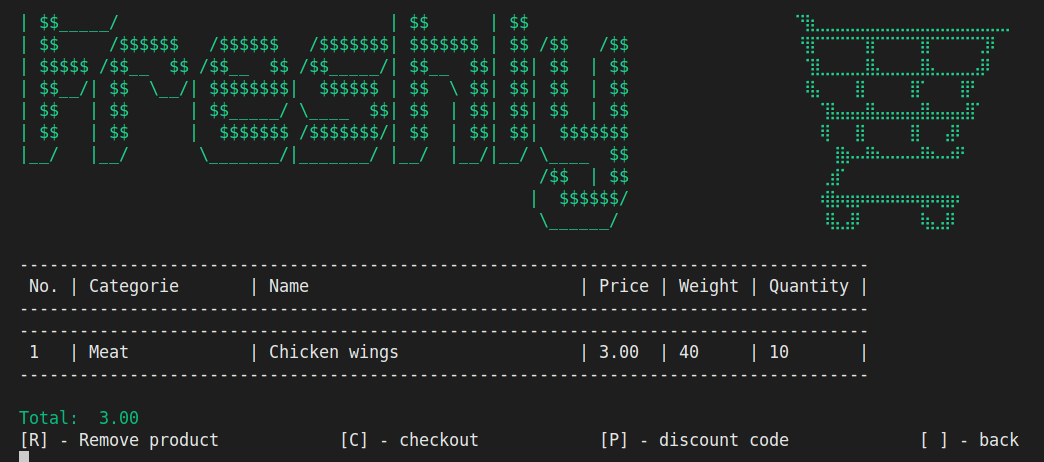 Freshly
No. | Categorie | Name | Price | Weight | Quantity |
1 | Meat | Chicken wings | 3.00 | 40 | 10 |
Total: 3.00
[R] - Remove product [C] - checkout [P] - discount code [ ] - back